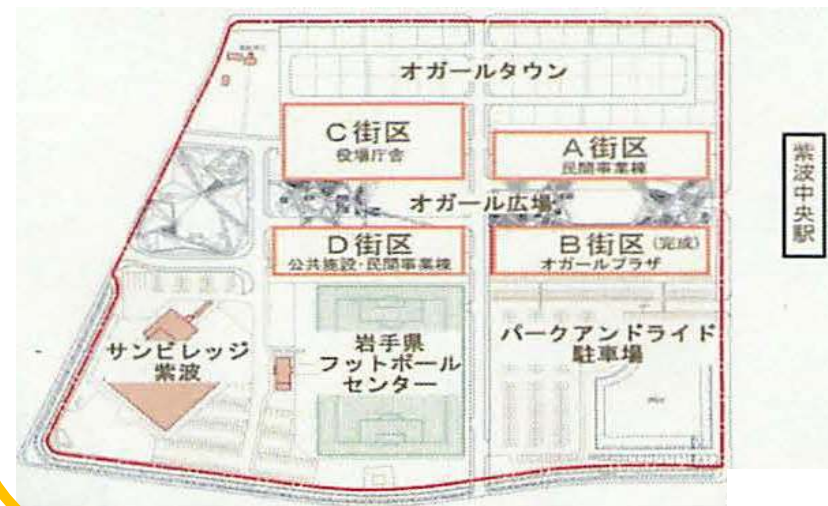 オガールタウン
C街区
役場庁舎
A街区
民間事業棟
紫波中央駅
オガール広場
D街区
公共施設・民間事業棟
B街区(完成)
オガールプラザ
サンビレッジ
紫波
岩手県
フットボール
センター
パークアンドライド
駐車場